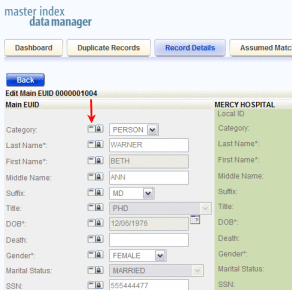 master index
data manager
Dashboard Duplicate Records Record Details Assumed Matc
Back
Edit Main EUID 0000001004
Main EUID MERCY HOSPITAL
Local ID
Category: PERSON Category:
Last Name*: WARNER Last Name*:
First Name*: BETH First Name*:
Middle Name: ANN Middle Name:
Suffix: MD Suffix:
Title: PHD Title:
DOB*: 12/06/1976 DOB*:
Death: Death:
Gender*: FEMALE Gender*:
Marital Status: MARRIED Marital Status:
SSN: 555444477 SSN: